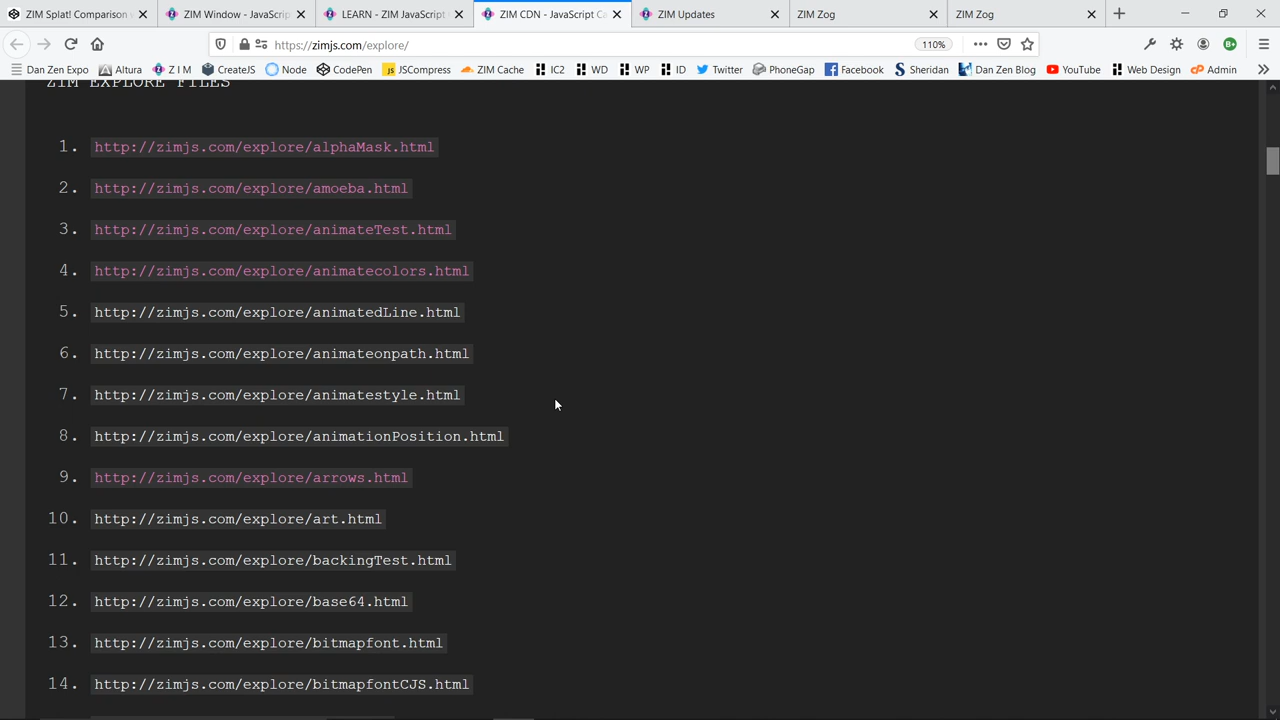 ZIM Splat! Comparison
ZIM Window - JavaScrip
LEARN - ZIM JavaScript
ZIM CDN - JavaScript Ca
ZIM Updates
ZIM Zog
ZIM Zog
https://zimjs.com/explore/
110%
Dan Zen Expo
Altura
Z I M
CreateJS
Node
CodePen
JS JSCompress
ZIM Cache
IC2
WD
WP
ID
Twitter
PhoneGap
Facebook
Sheridan
Dan Zen Blog
YouTube
Web Design
Admin
ZIM EXPLORE FILES
1. http://zimjs.com/explore/alphaMask.html
2. http://zimjs.com/explore/amoeba.html
3. http://zimjs.com/explore/animateTest.html
4. http://zimjs.com/explore/animatecolors.html
5. http://zimjs.com/explore/animatedLine.html
6. http://zimjs.com/explore/animateonpath.html
7. http://zimjs.com/explore/animatestyle.html
8. http://zimjs.com/explore/animationPosition.html
9. http://zimjs.com/explore/arrows.html
10. http://zimjs.com/explore/art.html
11. http://zimjs.com/explore/backingTest.html
12. http://zimjs.com/explore/base64.html
13. http://zimjs.com/explore/bitmapfont.html
14. http://zimjs.com/explore/bitmapfontCJS.html